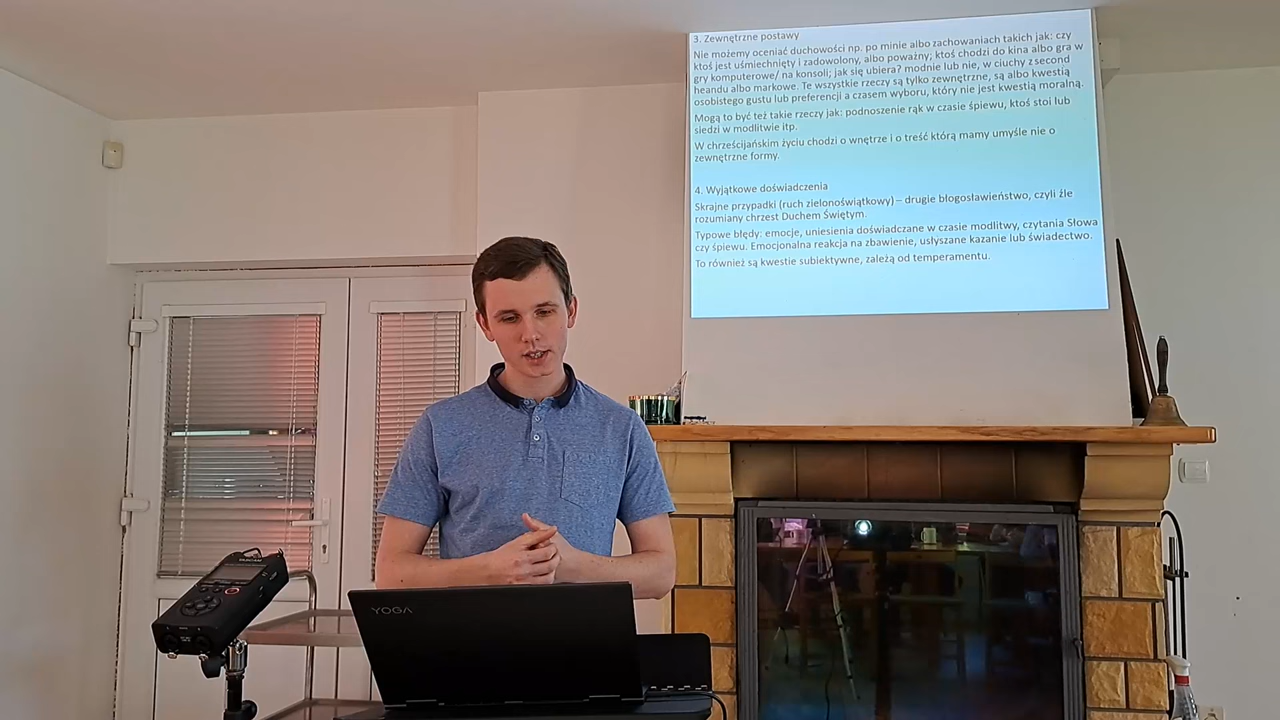 3. Zewnętrzne postawy
Nie możemy oceniać duchowości np. po minie albo zachowaniach takich jak: czy
ktoś jest uśmiechnięty i zadowolony, albo poważny; ktoś chodzi do kina albo gra w
gry komputerowe/ na konsoli; jak się ubiera? modnie lub nie, w ciuchy z second
heandu albo markowe. Te wszystkie rzeczy są tylko zewnętrzne, są albo kwestią
osobistego gustu lub preferencji a czasem wyboru, który nie jest kwestią moralną.
Mogą to być też takie rzeczy jak: podnoszenie rąk w czasie śpiewu, ktoś stoi lub
siedzi w modlitwie itp.
W chrześcijańskim życiu chodzi o wnętrze i o treść którą mamy umyśle nie o
zewnętrzne formy.
4. Wyjątkowe doświadczenia
Skrajne przypadki (ruch zielonoświątkowy) – drugie błogosławieństwo, czyli źle
rozumiany chrzest Duchem Świętym.
Typowe błędy: emocje, uniesienia doświadczane w czasie modlitwy, czytania Słowa
czy śpiewu. Emocjonalna reakcja na zbawienie, usłyszane kazanie lub świadectwo.
To również są kwestie subiektywne, zależą od temperamentu.
TASCAM
YOGA